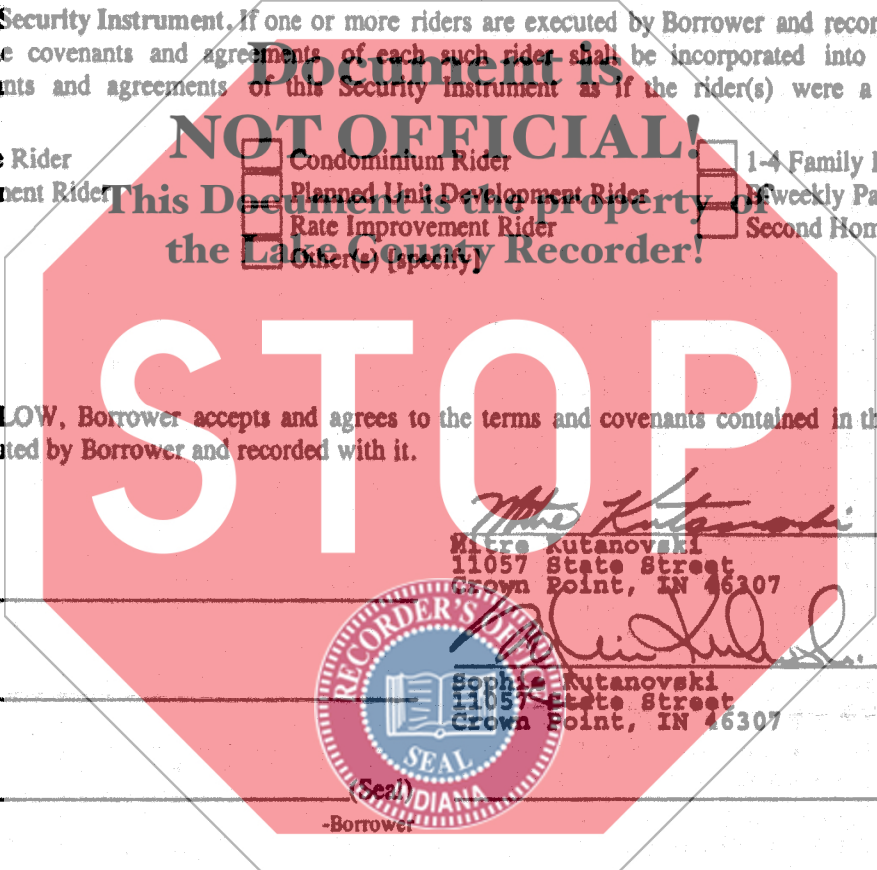 Security Instrument. If one or more riders are executed by Borrower and recor
e covenants and agreements of each such rider shall be incorporated into
nts and agreements of this Security Instrument as if the rider(s) were a
Document is
NOT OFFICIAL!
This Document is the property of
the Lake County Recorder!
e Rider Condominium Rider 1-4 Family
ment Rider Planned Unit Development Rider Biweekly Pa
Rate Improvement Rider Second Hom
Other(s) [specify]
STOP
LOW, Borrower accepts and agrees to the terms and covenants contained in th
uted by Borrower and recorded with it.
Mitre Kutanovski
Mitre Kutanovski
11057 State Street
Crown Point, IN 46307
Sophie Kutanovski
11057 State Street
Crown Point, IN 46307
RECORDER'S OFFICE
SEAL
INDIANA
(Seal)
-Borrower